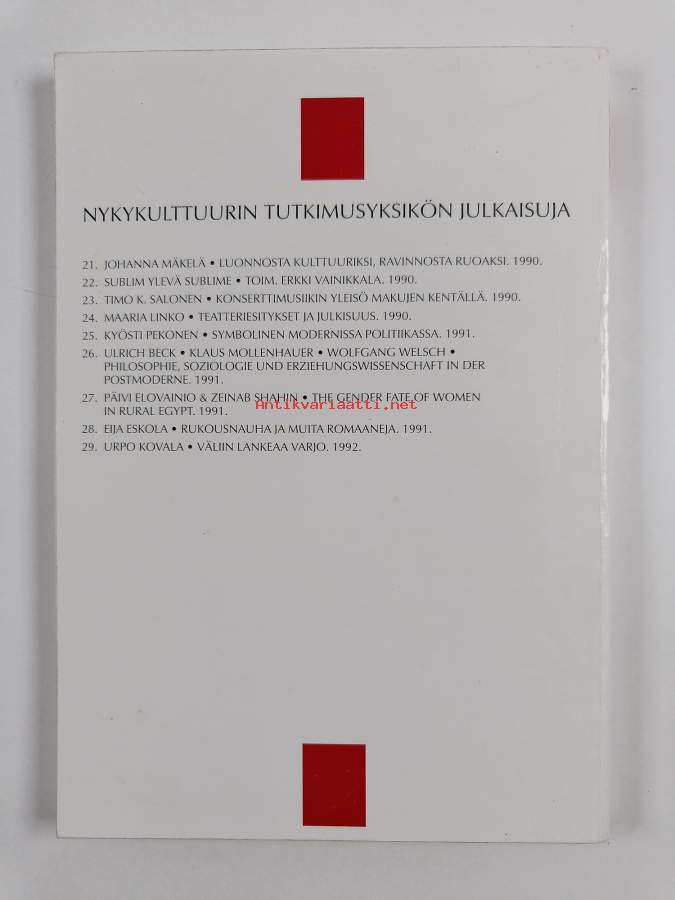 NYKYKULTTUURIN TUTKIMUSYKSIKÖN JULKAISUJA
21. JOHANNA MÄKELÄ • LUONNOSTA KULTTUURIKSI, RAVINNOSTA RUOAKSI. 1990.
22. SUBLIM YLEVÄ SUBLIME • TOIM. ERKKI VAINIKKALA. 1990.
23. TIMO K. SALONEN • KONSERTTIMUSIIKIN YLEISÖ MAKUJEN KENTÄLLÄ. 1990.
24. MAARIA LINKO • TEATTERIESITYKSET JA JULKISUUS. 1990.
25. KYÖSTI PEKONEN • SYMBOLINEN MODERNISSA POLITIIKASSA. 1991.
26. ULRICH BECK • KLAUS MOLLENHAUER • WOLFGANG WELSCH •
PHILOSOPHIE, SOZIOLOGIE UND ERZIEHUNGSWISSENSCHAFT IN DER
POSTMODERNE. 1991.
27. PÄIVI ELOVAINIO & ZEINAB SHAHIN • THE GENDER FATE OF WOMEN
Antikvariaatti.net
IN RURAL EGYPT. 1991.
28. EIJA ESKOLA • RUKOUSNAUHA JA MUITA ROMAANEJA. 1991.
29. URPO KOVALA • VÄLIIN LANKEAA VARJO. 1992.